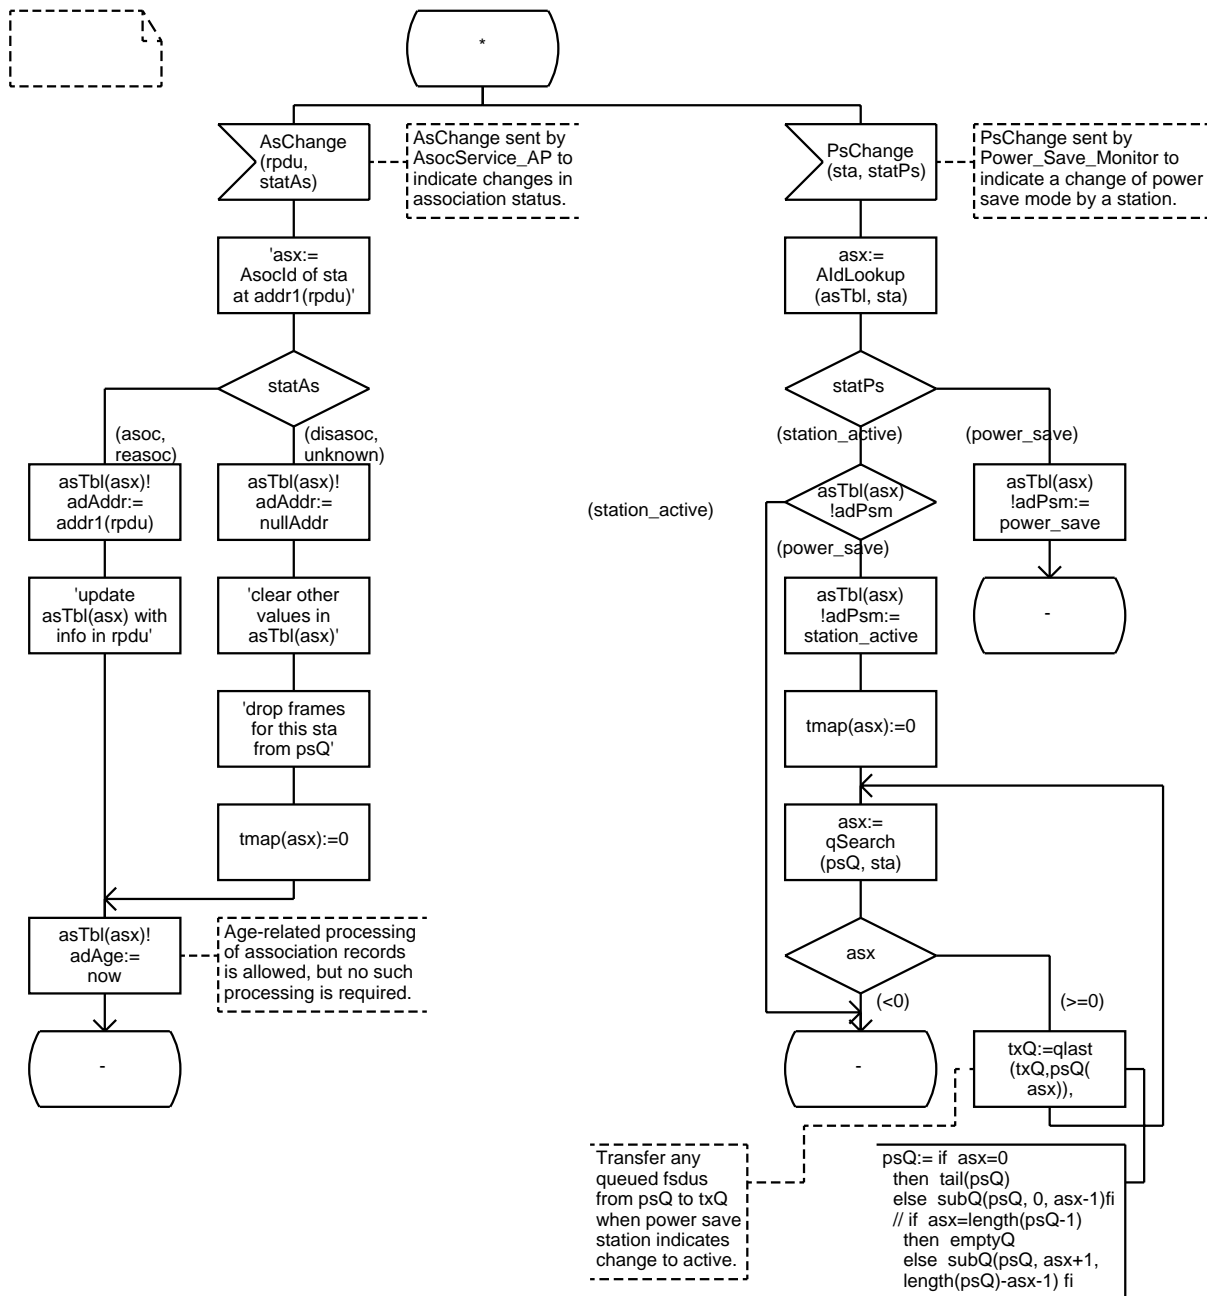 *
AsChange
(rpdu,
statAs)
AsChange sent by
AsocService_AP to
indicate changes in
association status.
'asx:=
AsocId of sta
at addr1(rpdu)'
statAs
(asoc,
reasoc)
(disasoc,
unknown)
asTbl(asx)!
adAddr:=
addr1(rpdu)
asTbl(asx)!
adAddr:=
nullAddr
'update
asTbl(asx) with
info in rpdu'
'clear other
values in
asTbl(asx)'
'drop frames
for this sta
from psQ'
tmap(asx):=0
asTbl(asx)!
adAge:=
now
Age-related processing
of association records
is allowed, but no such
processing is required.
-
PsChange
(sta, statPs)
PsChange sent by
Power_Save_Monitor to
indicate a change of power
save mode by a station.
asx:=
AIdLookup
(asTbl, sta)
statPs
(station_active)
(power_save)
asTbl(asx)
!adPsm
asTbl(asx)
!adPsm:=
power_save
-
(station_active)
(power_save)
asTbl(asx)
!adPsm:=
station_active
tmap(asx):=0
asx:=
qSearch
(psQ, sta)
asx
(<0)
(>=0)
-
txQ:=qlast
(txQ,psQ(
asx)),
Transfer any
queued fsdus
from psQ to txQ
when power save
station indicates
change to active.
psQ:= if asx=0
then tail(psQ)
else subQ(psQ, 0, asx-1)fi
// if asx=length(psQ-1)
then emptyQ
else subQ(psQ, asx+1,
length(psQ)-asx-1) fi